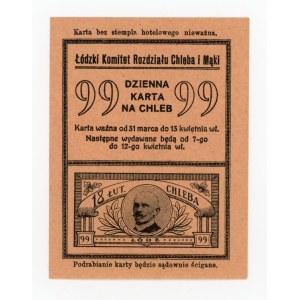 Karta bez stempla hotelowego nieważna.
Łódzki Komitet Rozdziału Chleba i Mąki
99 DZIENNA KARTA NA CHLEB 99
Karta ważna od 31 marca do 13 kwietnia wł.
Następne wydawane będą od 7-go
do 12-go kwietnia wł.
18 ŁUT. CHLEBA
99 ŁÓDŹ 99
Podrabianie karty będzie sądownie ścigane.